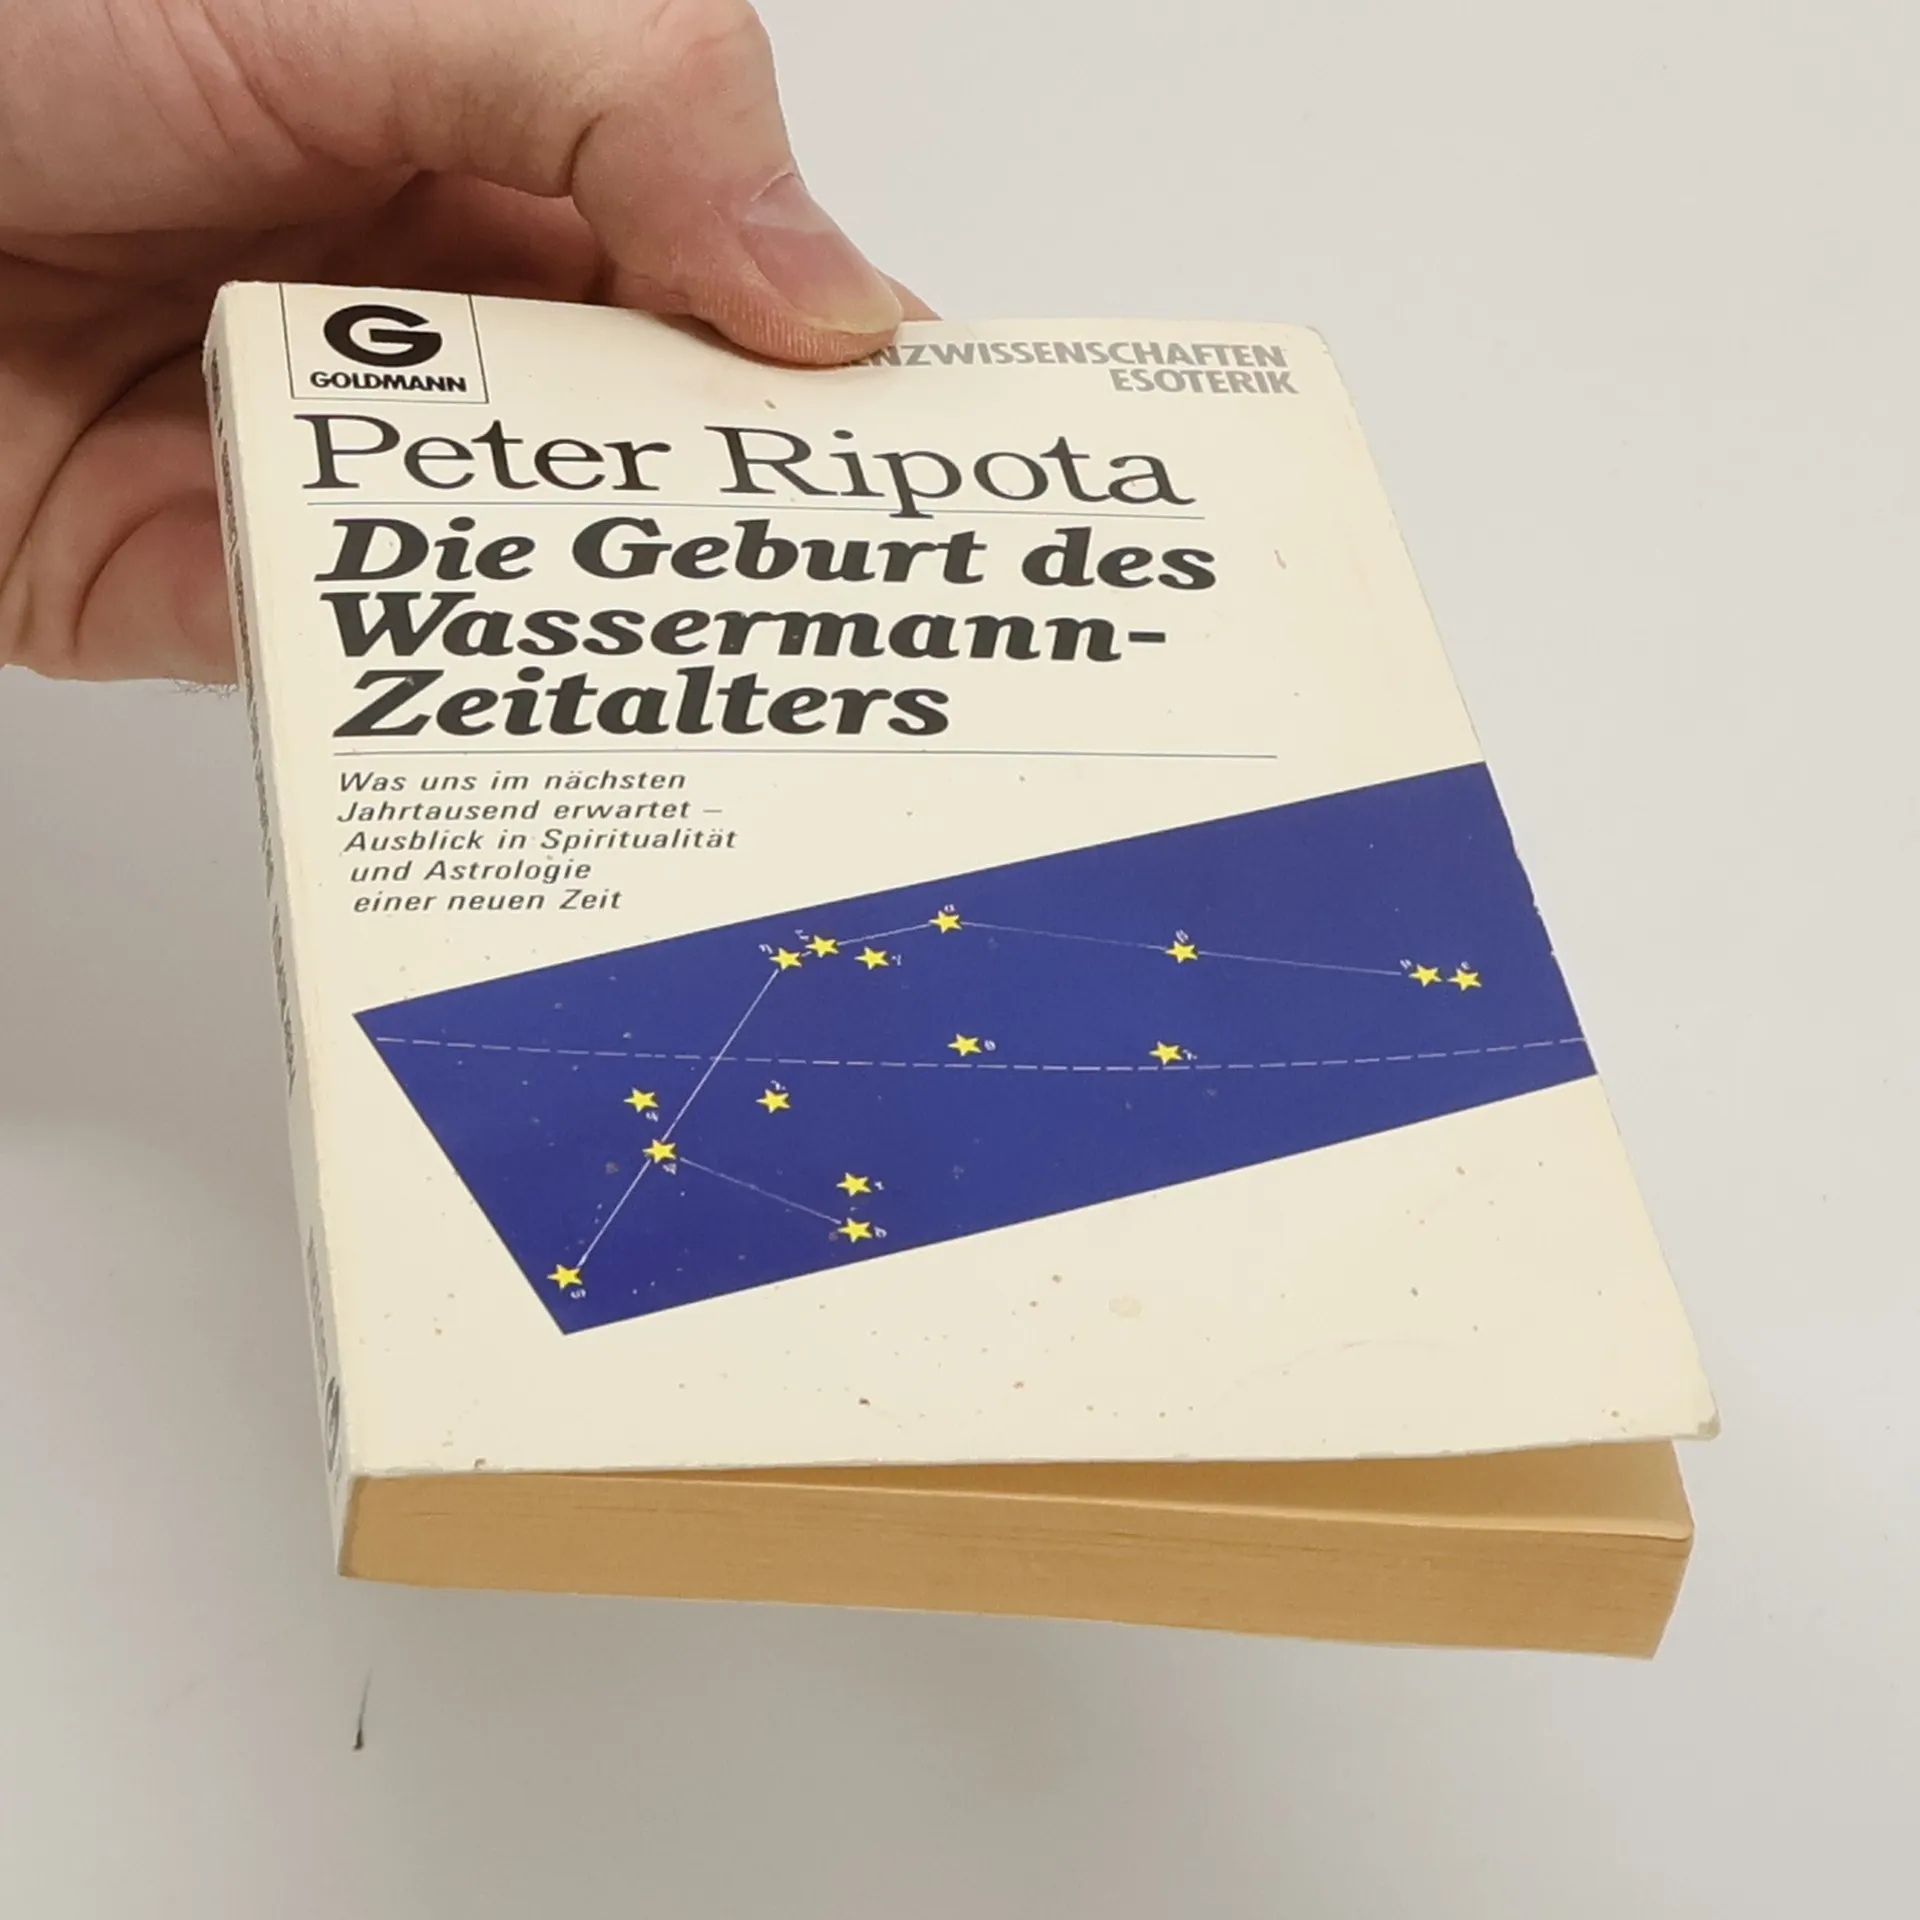 G
GOLDMANN
ENZWISSENSCHAFTEN
ESOTERIK
Peter Ripota
Die Geburt des
Wassermann-
Zeitalters
Was uns im nächsten
Jahrtausend erwartet –
Ausblick in Spiritualität
und Astrologie
einer neuen Zeit